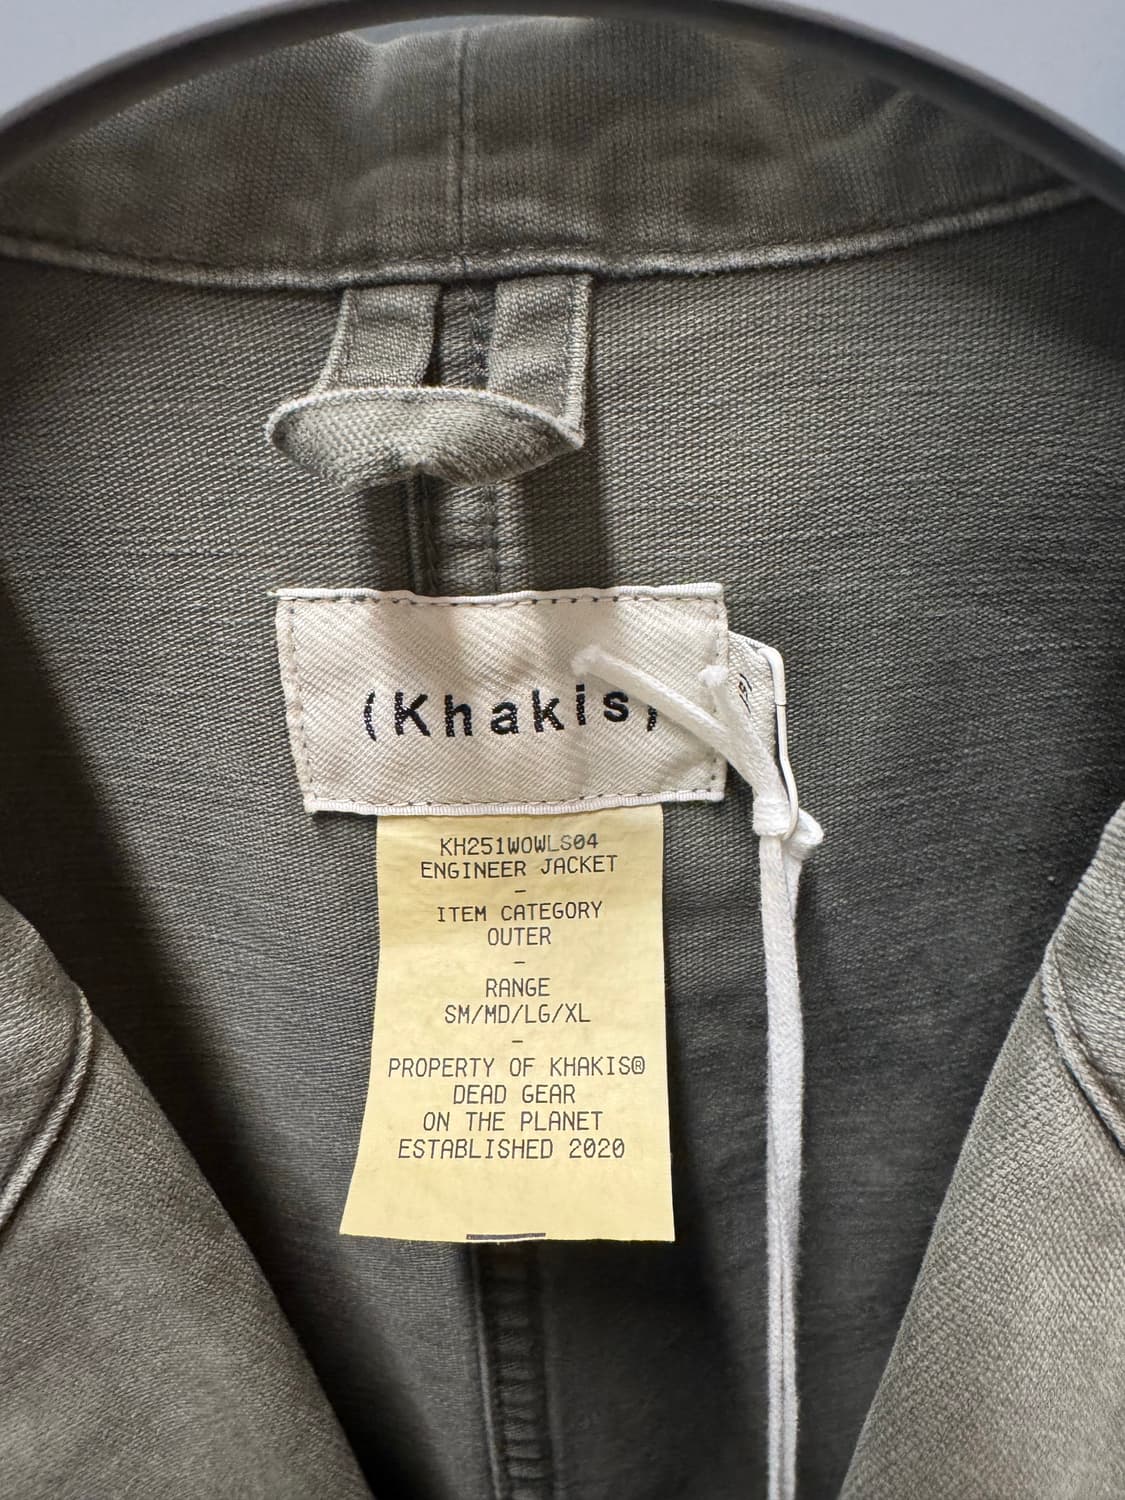 (Khakis)
KH251WOWLS04
ENGINEER JACKET
–
ITEM CATEGORY
OUTER
–
RANGE
SM/MD/LG/XL
–
PROPERTY OF KHAKIS®
DEAD GEAR
ON THE PLANET
ESTABLISHED 2020